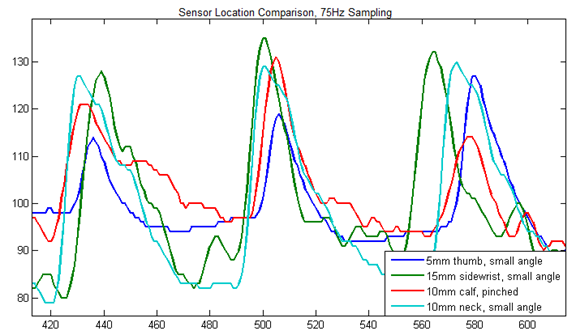 Sensor Location Comparison, 75Hz Sampling
130
120
110
100
90
80
5mm thumb, small angle
15mm sidewrist, small angle
10mm calf, pinched
10mm neck, small angle
420 440 460 480 500 520 540 560 580 600